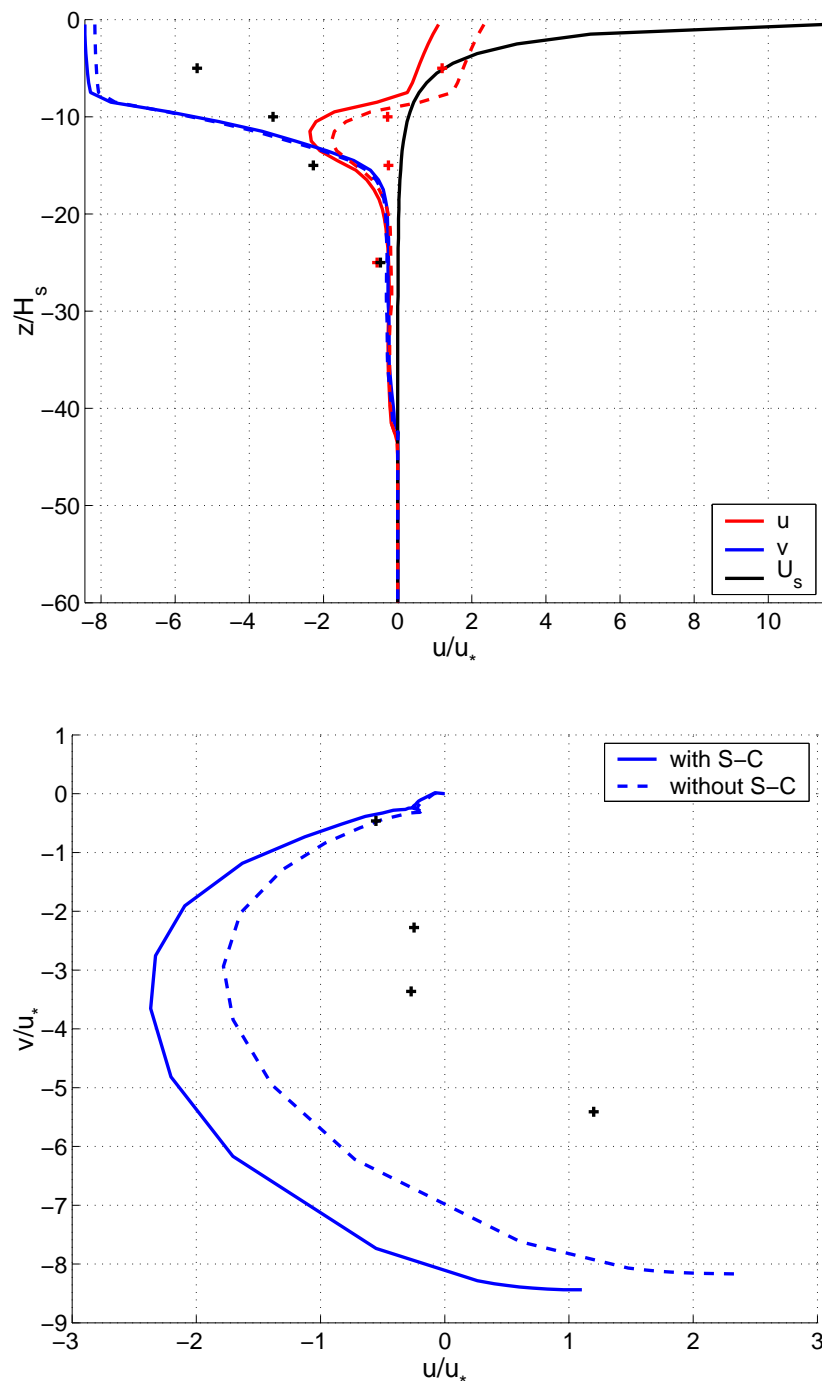 0
−10
−20
−30
−40
−50
−60
z/H_s
−8 −6 −4 −2 0 2 4 6 8 10
u/u_*
u
v
U_s
1
0
−1
−2
−3
−4
−5
−6
−7
−8
−9
v/u_*
with S−C
without S−C
−3 −2 −1 0 1 2 3
u/u_*